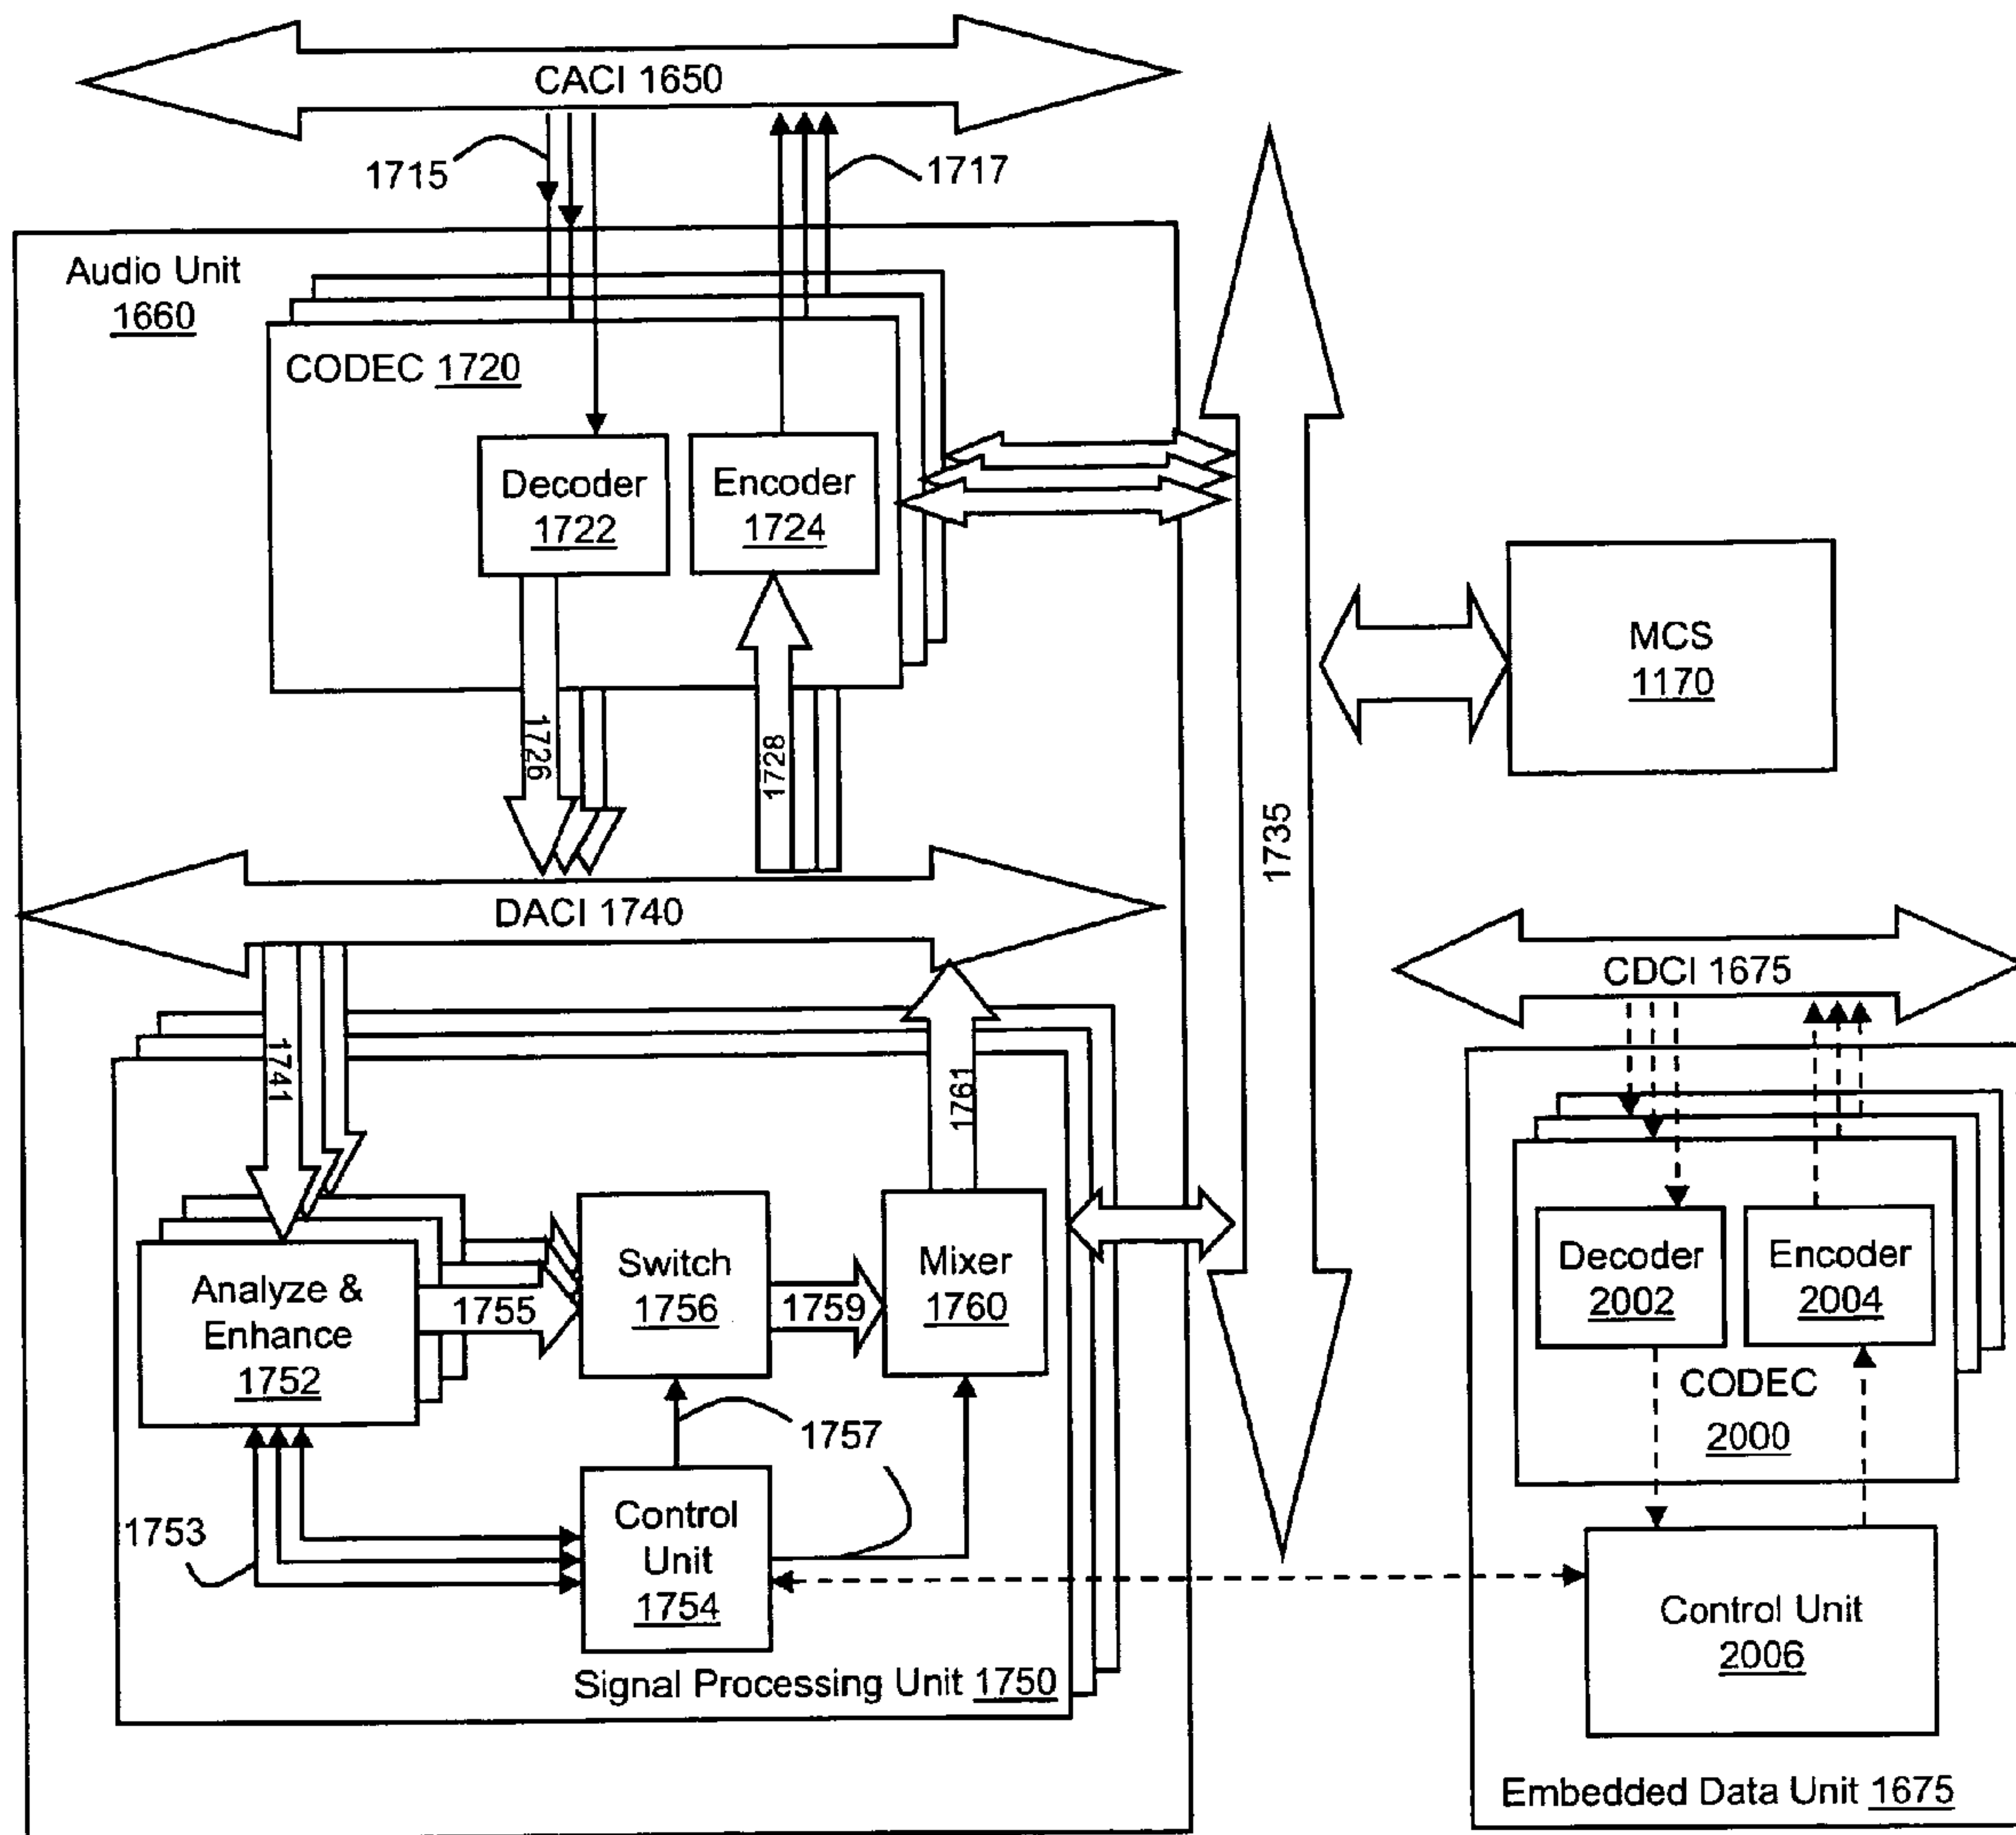 CACI 1650
1715
1717
Audio Unit
1660
CODEC 1720
Decoder
1722
Encoder
1724
1726
1728
1735
MCS
1170
DACI 1740
CDCI 1675
1741
1761
Analyze &
Enhance
1752
1755
Switch
1756
1759
Mixer
1760
1757
1753
Control
Unit
1754
Signal Processing Unit 1750
Decoder
2002
Encoder
2004
CODEC
2000
Control Unit
2006
Embedded Data Unit 1675